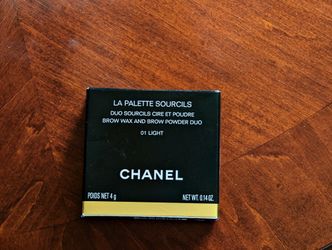 LA PALETTE SOURCILS
DUO SOURCILS CIRE ET POUDRE
BROW WAX AND BROW POWDER DUO
01 LIGHT
CHANEL
POIDS NET 4 g NET WT. 0.14 OZ.